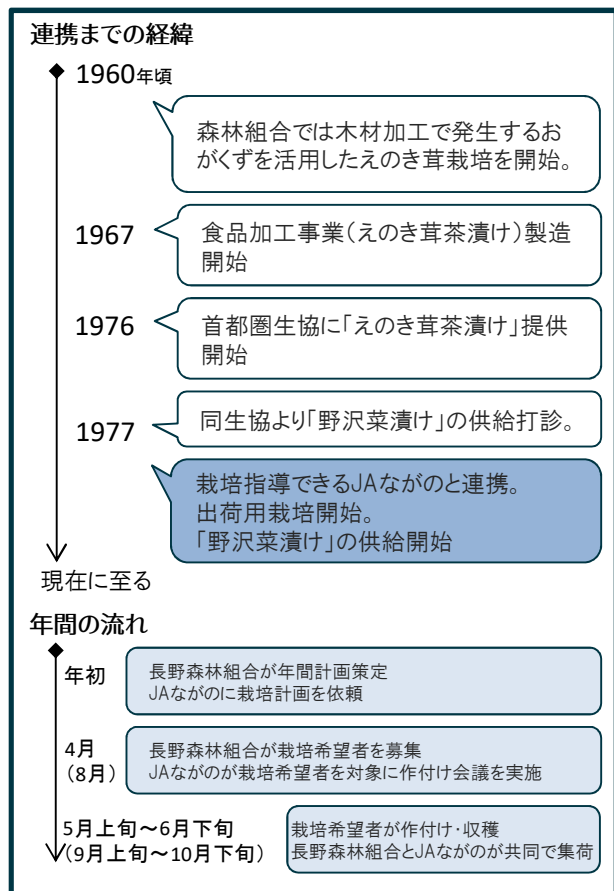 連携までの経緯
1960年頃
森林組合では木材加工で発生するお
がくずを活用したえのき茸栽培を開始。
1967
食品加工事業(えのき茸茶漬け)製造
開始
1976
首都圏生協に「えのき茸茶漬け」提供
開始
1977
同生協より「野沢菜漬け」の供給打診。
栽培指導できるJAながのと連携。
出荷用栽培開始。
「野沢菜漬け」の供給開始
現在に至る
年間の流れ
年初
長野森林組合が年間計画策定
JAながのに栽培計画を依頼
4月
(8月)
長野森林組合が栽培希望者を募集
JAながのが栽培希望者を対象に作付け会議を実施
5月上旬~6月下旬
(9月上旬~10月下旬)
栽培希望者が作付け・収穫
長野森林組合とJAながのが共同で集荷